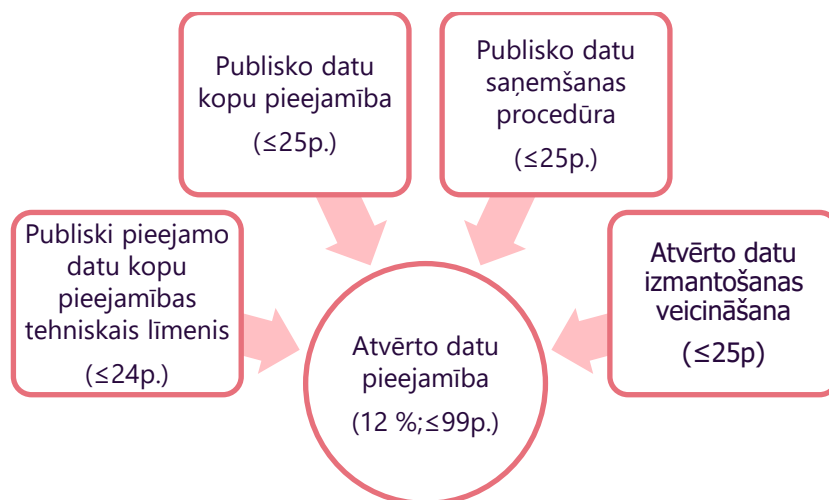 Publisko datu
kopu pieejamība
(≤25p.)
Publisko datu
saņemšanas
procedūra
(≤25p.)
Publiski pieejamo
datu kopu
pieejamības
tehniskais līmenis
(≤24p.)
Atvērto datu
izmantošanas
veicināšana
(≤25p)
Atvērto datu
pieejamība
(12 %;≤99p.)